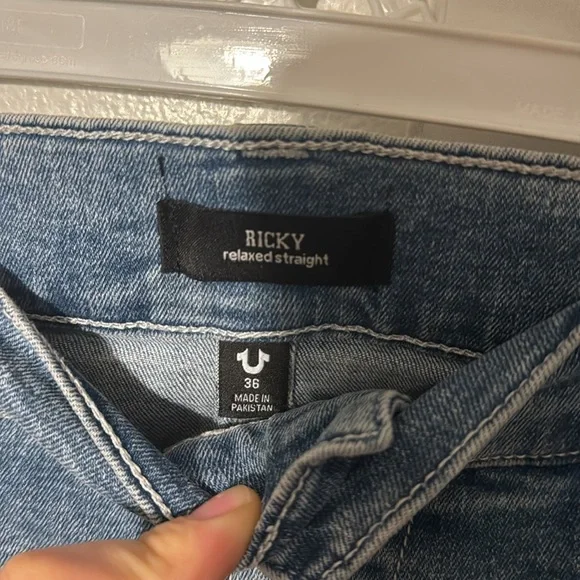 RICKY
relaxed straight
36
MADE IN
PAKISTAN